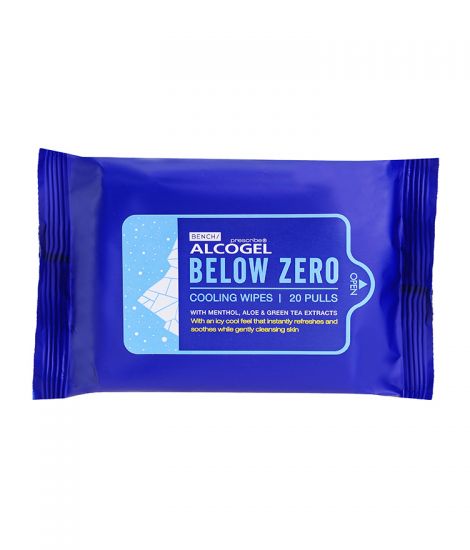 BENCH/
prescribe®
ALCOGEL
BELOW ZERO
COOLING WIPES | 20 PULLS
WITH MENTHOL, ALOE & GREEN TEA EXTRACTS
With an icy cool feel that instantly refreshes and
soothes while gently cleansing skin
OPEN